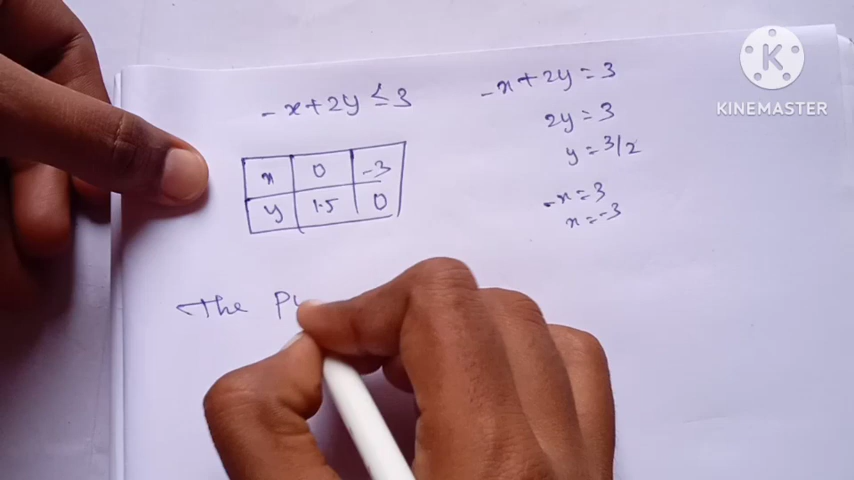 -x+2y ≤ 3
x 0 -3
y 1.5 0
-x+2y = 3
2y = 3
y = 3/2
-x = 3
x = -3
The
KINEMASTER